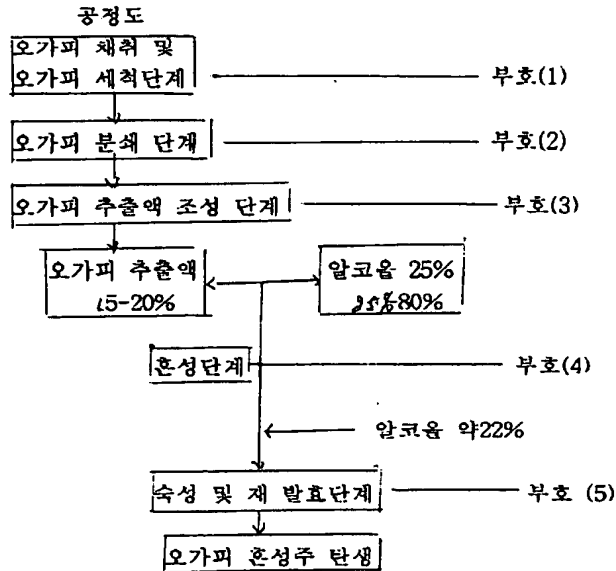 공정도
오가피 채취 및
오가피 세척단계
부호(1)
오가피 분쇄 단계
부호(2)
오가피 추출액 조성 단계
부호(3)
오가피 추출액
15-20%
알코올 25%
80%
혼성단계
부호(4)
알코올 약22%
숙성 및 재 발효단계
부호 (5)
오가피 혼성주 탄생